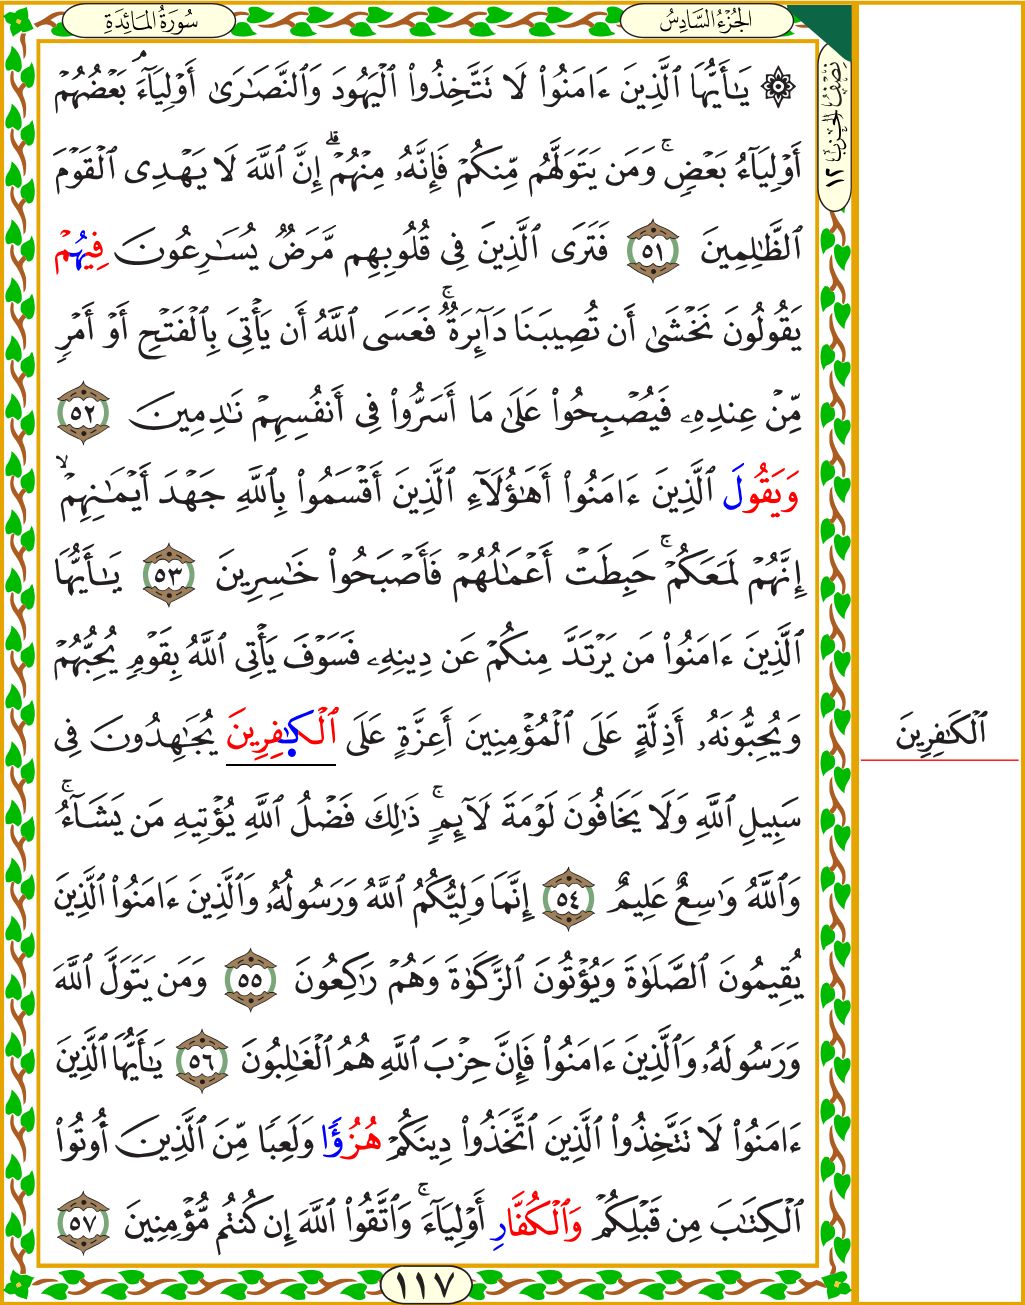 سُورَةُ المَائِدَةِ
الجُزْءُ السَّادِسُ
نِصْفُ الحِزْبِ ١٢
۞ يَٰٓأَيُّهَا ٱلَّذِينَ ءَامَنُوا۟ لَا تَتَّخِذُوا۟ ٱلْيَهُودَ وَٱلنَّصَٰرَىٰٓ أَوْلِيَآءَۘ بَعْضُهُمْ
أَوْلِيَآءُ بَعْضٍۚ وَمَن يَتَوَلَّهُم مِّنكُمْ فَإِنَّهُۥ مِنْهُمْۗ إِنَّ ٱللَّهَ لَا يَهْدِى ٱلْقَوْمَ
ٱلظَّٰلِمِينَ ٥١ فَتَرَى ٱلَّذِينَ فِى قُلُوبِهِم مَّرَضٌ يُسَٰرِعُونَ فِيهُمْ
يَقُولُونَ نَخْشَىٰٓ أَن تُصِيبَنَا دَآئِرَةٌۚ فَعَسَى ٱللَّهُ أَن يَأْتِىَ بِٱلْفَتْحِ أَوْ أَمْرٍ
مِّنْ عِندِهِۦ فَيُصْبِحُوا۟ عَلَىٰ مَآ أَسَرُّوا۟ فِىٓ أَنفُسِهِمْ نَٰدِمِينَ ٥٢
وَيَقُولَ ٱلَّذِينَ ءَامَنُوٓا۟ أَهَٰٓؤُلَآءِ ٱلَّذِينَ أَقْسَمُوا۟ بِٱللَّهِ جَهْدَ أَيْمَٰنِهِمْۙ
إِنَّهُمْ لَمَعَكُمْۚ حَبِطَتْ أَعْمَٰلُهُمْ فَأَصْبَحُوا۟ خَٰسِرِينَ ٥٣ يَٰٓأَيُّهَا
ٱلَّذِينَ ءَامَنُوا۟ مَن يَرْتَدَّ مِنكُمْ عَن دِينِهِۦ فَسَوْفَ يَأْتِى ٱللَّهُ بِقَوْمٍ يُحِبُّهُمْ
وَيُحِبُّونَهُۥٓ أَذِلَّةٍ عَلَى ٱلْمُؤْمِنِينَ أَعِزَّةٍ عَلَى ٱلْكَٰفِرِينَ يُجَٰهِدُونَ فِى
ٱلْكَٰفِرِينَ
سَبِيلِ ٱللَّهِ وَلَا يَخَافُونَ لَوْمَةَ لَآئِمٍۚ ذَٰلِكَ فَضْلُ ٱللَّهِ يُؤْتِيهِ مَن يَشَآءُۚ
وَٱللَّهُ وَٰسِعٌ عَلِيمٌ ٥٤ إِنَّمَا وَلِيُّكُمُ ٱللَّهُ وَرَسُولُهُۥ وَٱلَّذِينَ ءَامَنُوا۟ ٱلَّذِينَ
يُقِيمُونَ ٱلصَّلَوٰةَ وَيُؤْتُونَ ٱلزَّكَوٰةَ وَهُمْ رَٰكِعُونَ ٥٥ وَمَن يَتَوَلَّ ٱللَّهَ
وَرَسُولَهُۥ وَٱلَّذِينَ ءَامَنُوا۟ فَإِنَّ حِزْبَ ٱللَّهِ هُمُ ٱلْغَٰلِبُونَ ٥٦ يَٰٓأَيُّهَا ٱلَّذِينَ
ءَامَنُوا۟ لَا تَتَّخِذُوا۟ ٱلَّذِينَ ٱتَّخَذُوا۟ دِينَكُمْ هُزُؤًا وَلَعِبًا مِّنَ ٱلَّذِينَ أُوتُوا۟
ٱلْكِتَٰبَ مِن قَبْلِكُمْ وَٱلْكُفَّارِ أَوْلِيَآءَۚ وَٱتَّقُوا۟ ٱللَّهَ إِن كُنتُم مُّؤْمِنِينَ ٥٧
١١٧